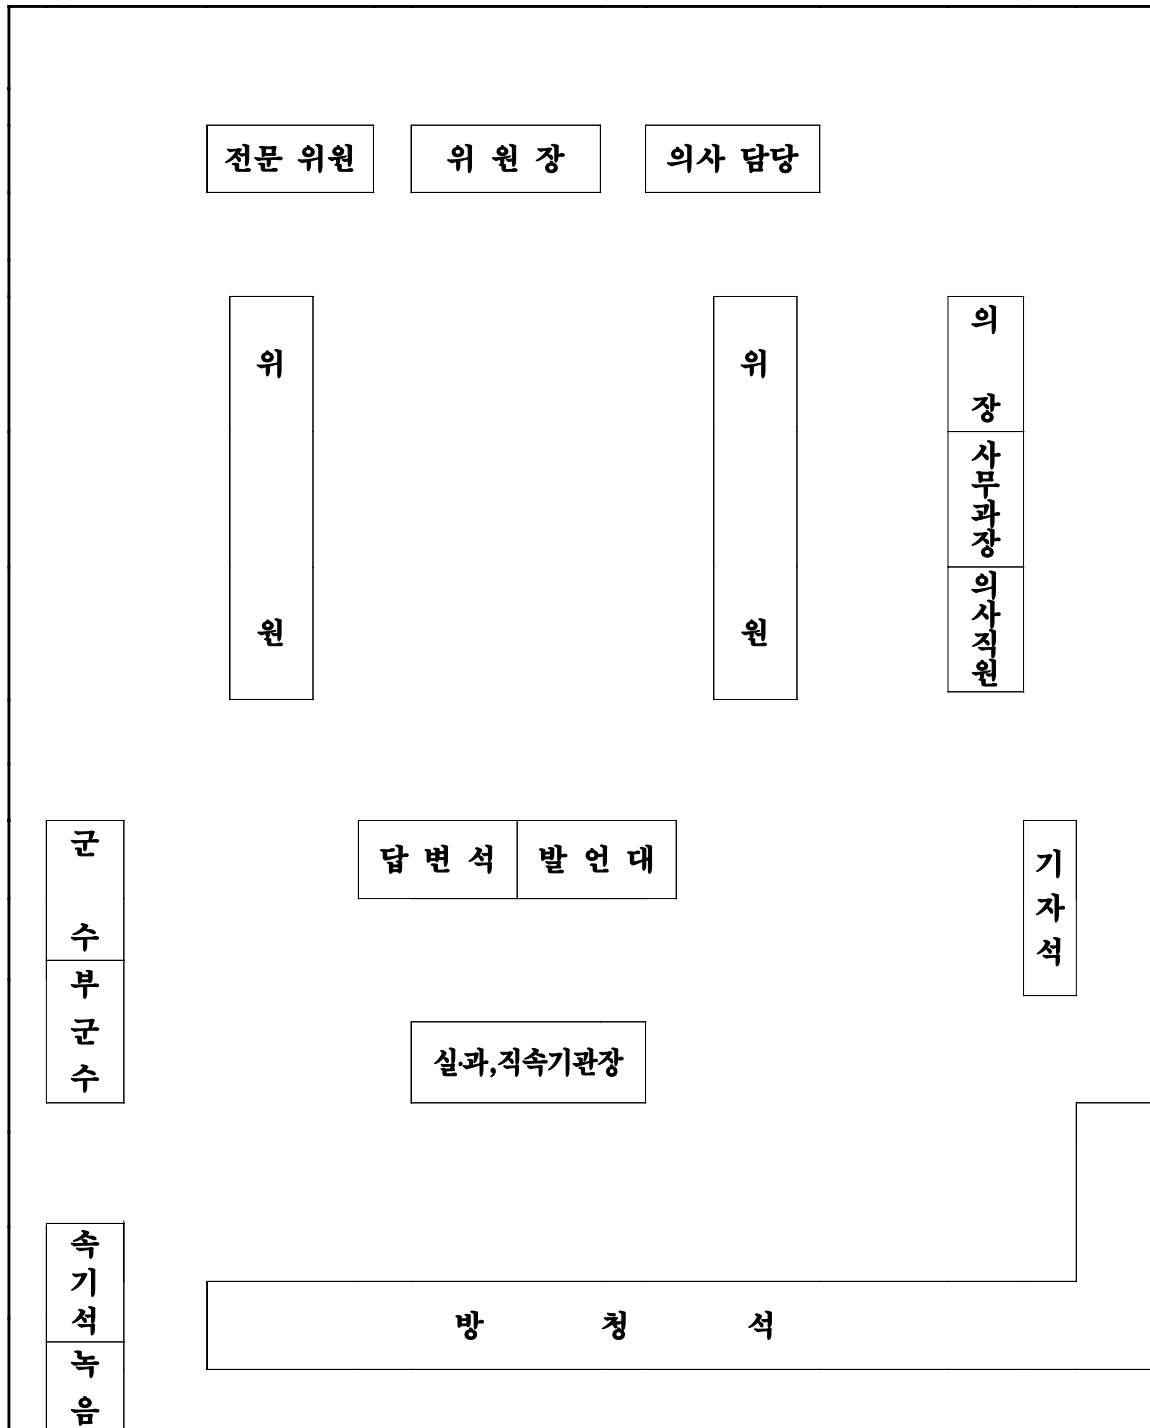 전문 위원
위 원 장
의사 담당
위 원
위 원
의 장
사무과장
의사직원
군 수
부군수
답 변 석
발 언 대
기자석
실·과,직속기관장
속기석
녹음
방 청 석